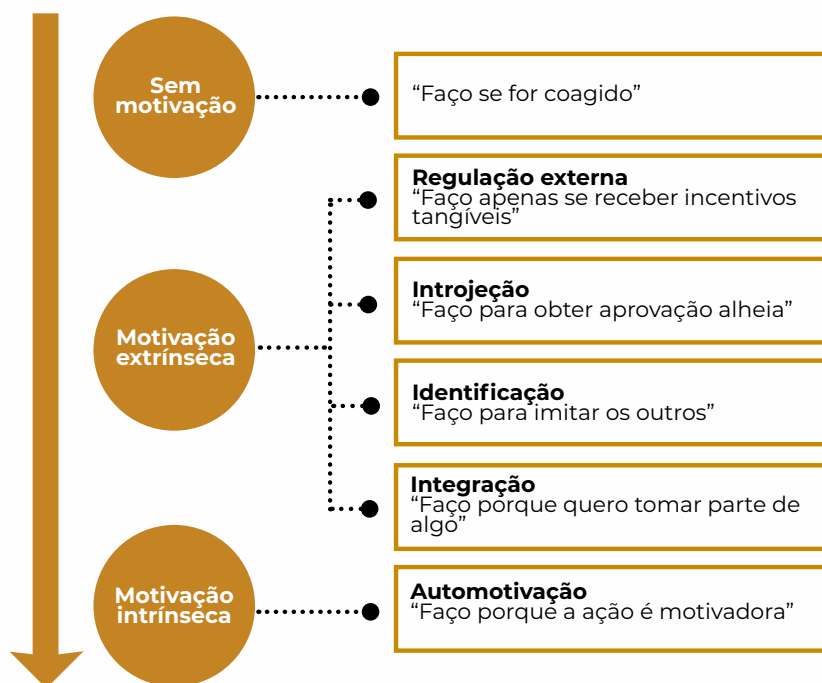 Sem
motivação
“Faço se for coagido”
Regulação externa
“Faço apenas se receber incentivos
tangíveis”
Introjeção
“Faço para obter aprovação alheia”
Motivação
extrínseca
Identificação
“Faço para imitar os outros”
Integração
“Faço porque quero tomar parte de
algo”
Motivação
intrínseca
Automotivação
“Faço porque a ação é motivadora”